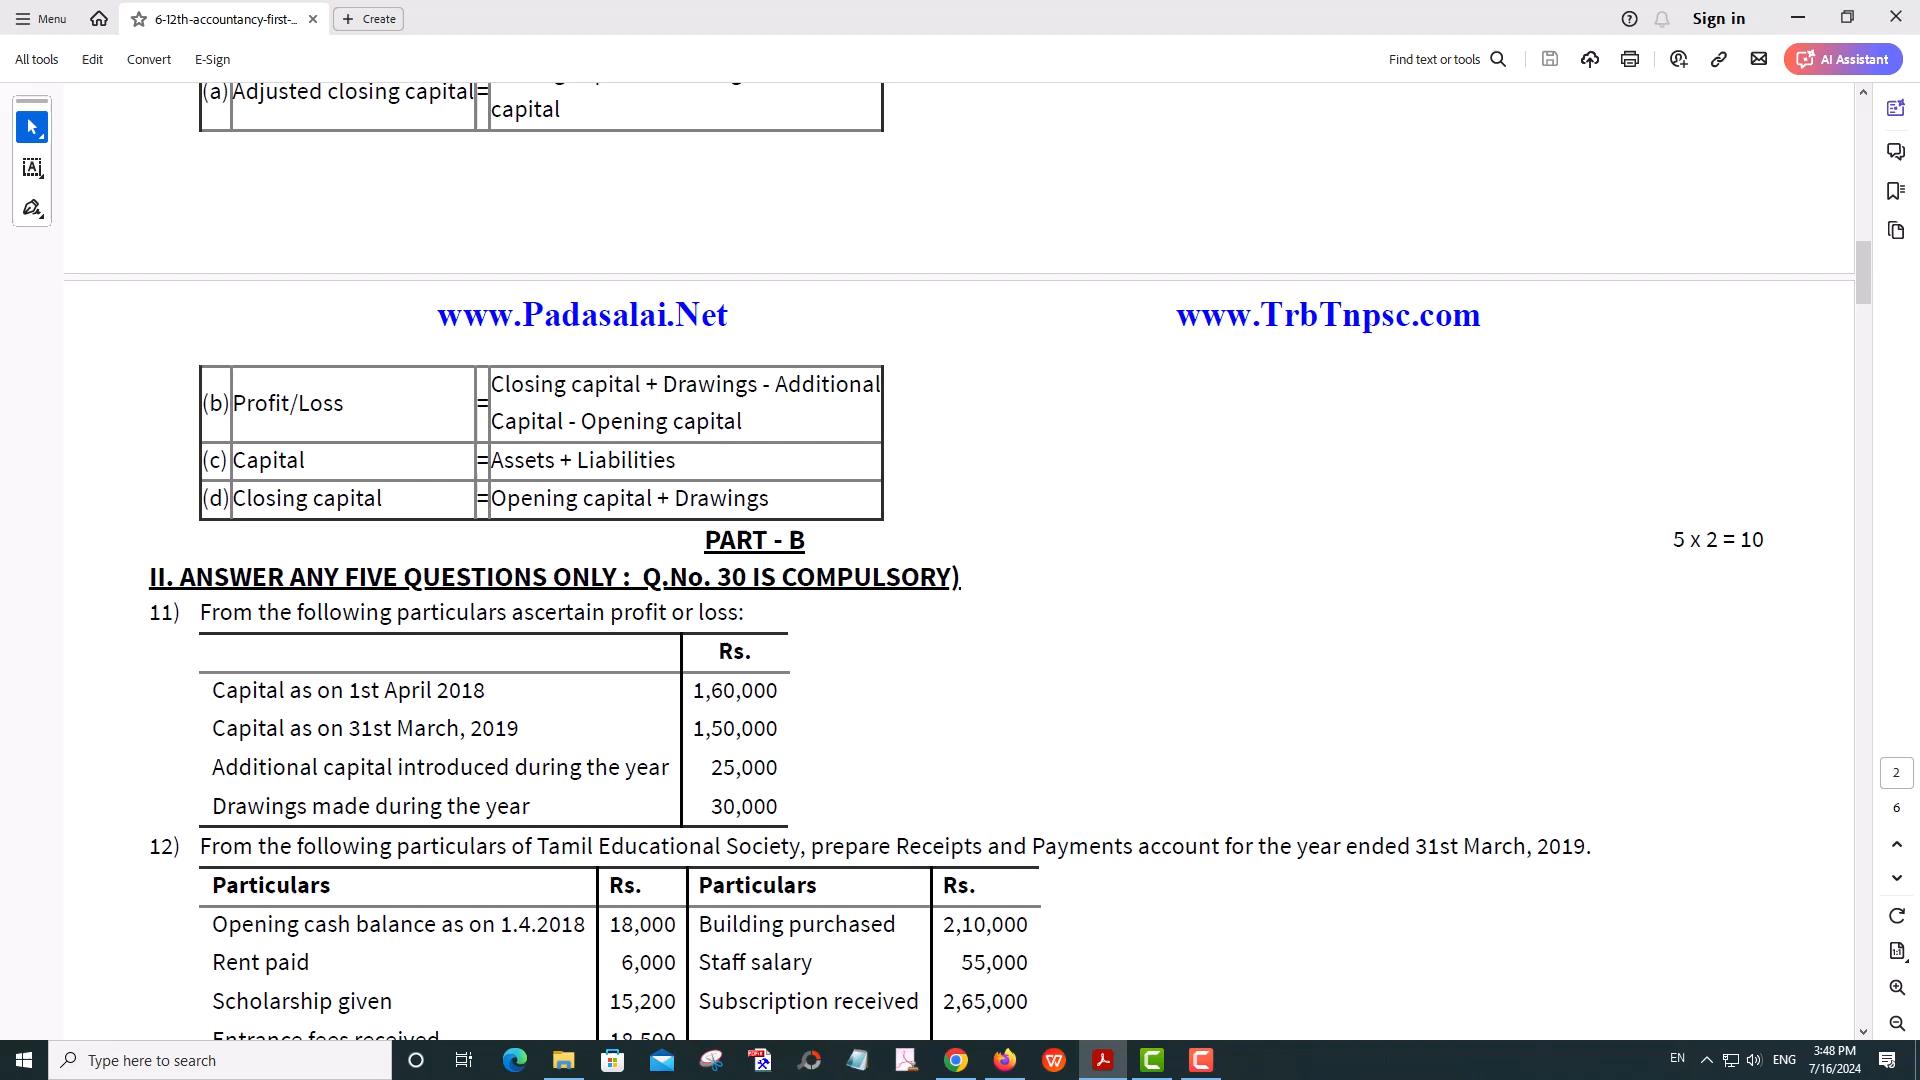 Menu
6-12th-accountancy-first-...
Create
Sign in
All tools
Edit
Convert
E-Sign
Find text or tools
AI Assistant
(a) Adjusted closing capital =
capital
www.Padasalai.Net
www.TrbTnpsc.com
(b) Profit/Loss = Closing capital + Drawings - Additional
Capital - Opening capital
(c) Capital = Assets + Liabilities
(d) Closing capital = Opening capital + Drawings
PART - B
5 x 2 = 10
II. ANSWER ANY FIVE QUESTIONS ONLY : Q.No. 30 IS COMPULSORY)
11) From the following particulars ascertain profit or loss:
Rs.
Capital as on 1st April 2018 1,60,000
Capital as on 31st March, 2019 1,50,000
Additional capital introduced during the year 25,000
Drawings made during the year 30,000
12) From the following particulars of Tamil Educational Society, prepare Receipts and Payments account for the year ended 31st March, 2019.
Particulars Rs. Particulars Rs.
Opening cash balance as on 1.4.2018 18,000 Building purchased 2,10,000
Rent paid 6,000 Staff salary 55,000
Scholarship given 15,200 Subscription received 2,65,000
Entrance fees received 18,500
2
6
Type here to search
EN
ENG
3:48 PM
7/16/2024